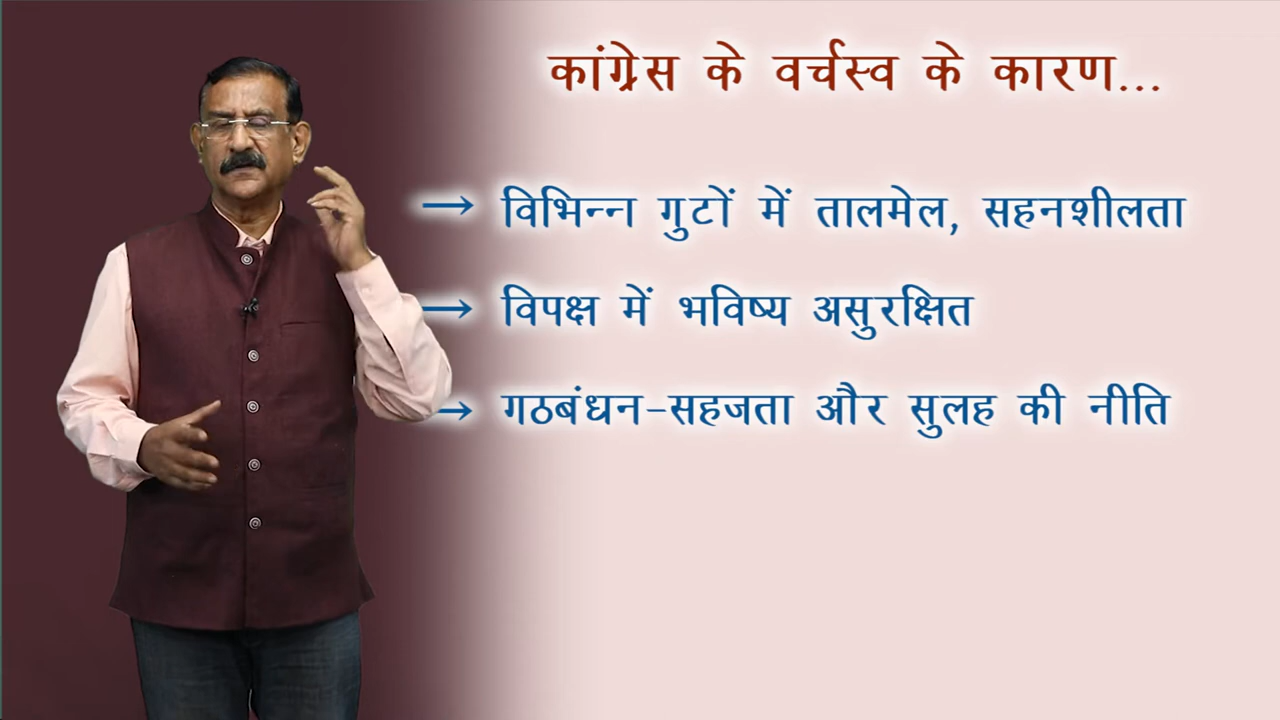 कांग्रेस के वर्चस्व के कारण...
→ विभिन्न गुटों में तालमेल, सहनशीलता
→ विपक्ष में भविष्य असुरक्षित
→ गठबंधन-सहजता और सुलह की नीति